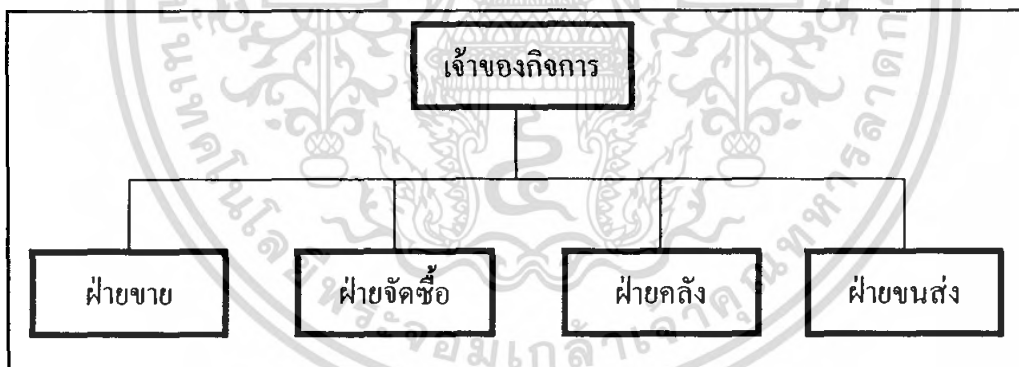 เจ้าของกิจการ
ฝ่ายขาย
ฝ่ายจัดซื้อ
ฝ่ายคลัง
ฝ่ายขนส่ง